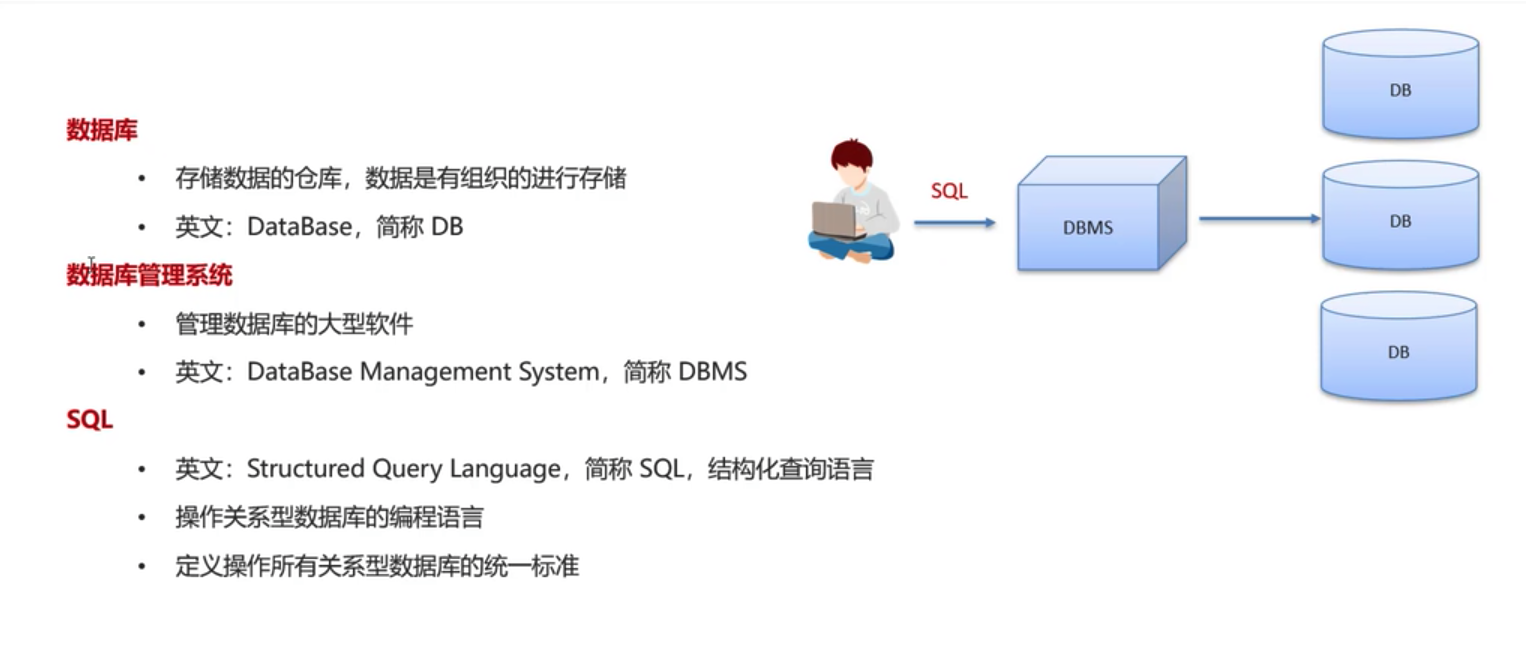 数据库
• 存储数据的仓库，数据是有组织的进行存储
• 英文：DataBase，简称 DB
数据库管理系统
• 管理数据库的大型软件
• 英文：DataBase Management System，简称 DBMS
SQL
• 英文：Structured Query Language，简称 SQL，结构化查询语言
• 操作关系型数据库的编程语言
• 定义操作所有关系型数据库的统一标准
SQL
DBMS
DB
DB
DB